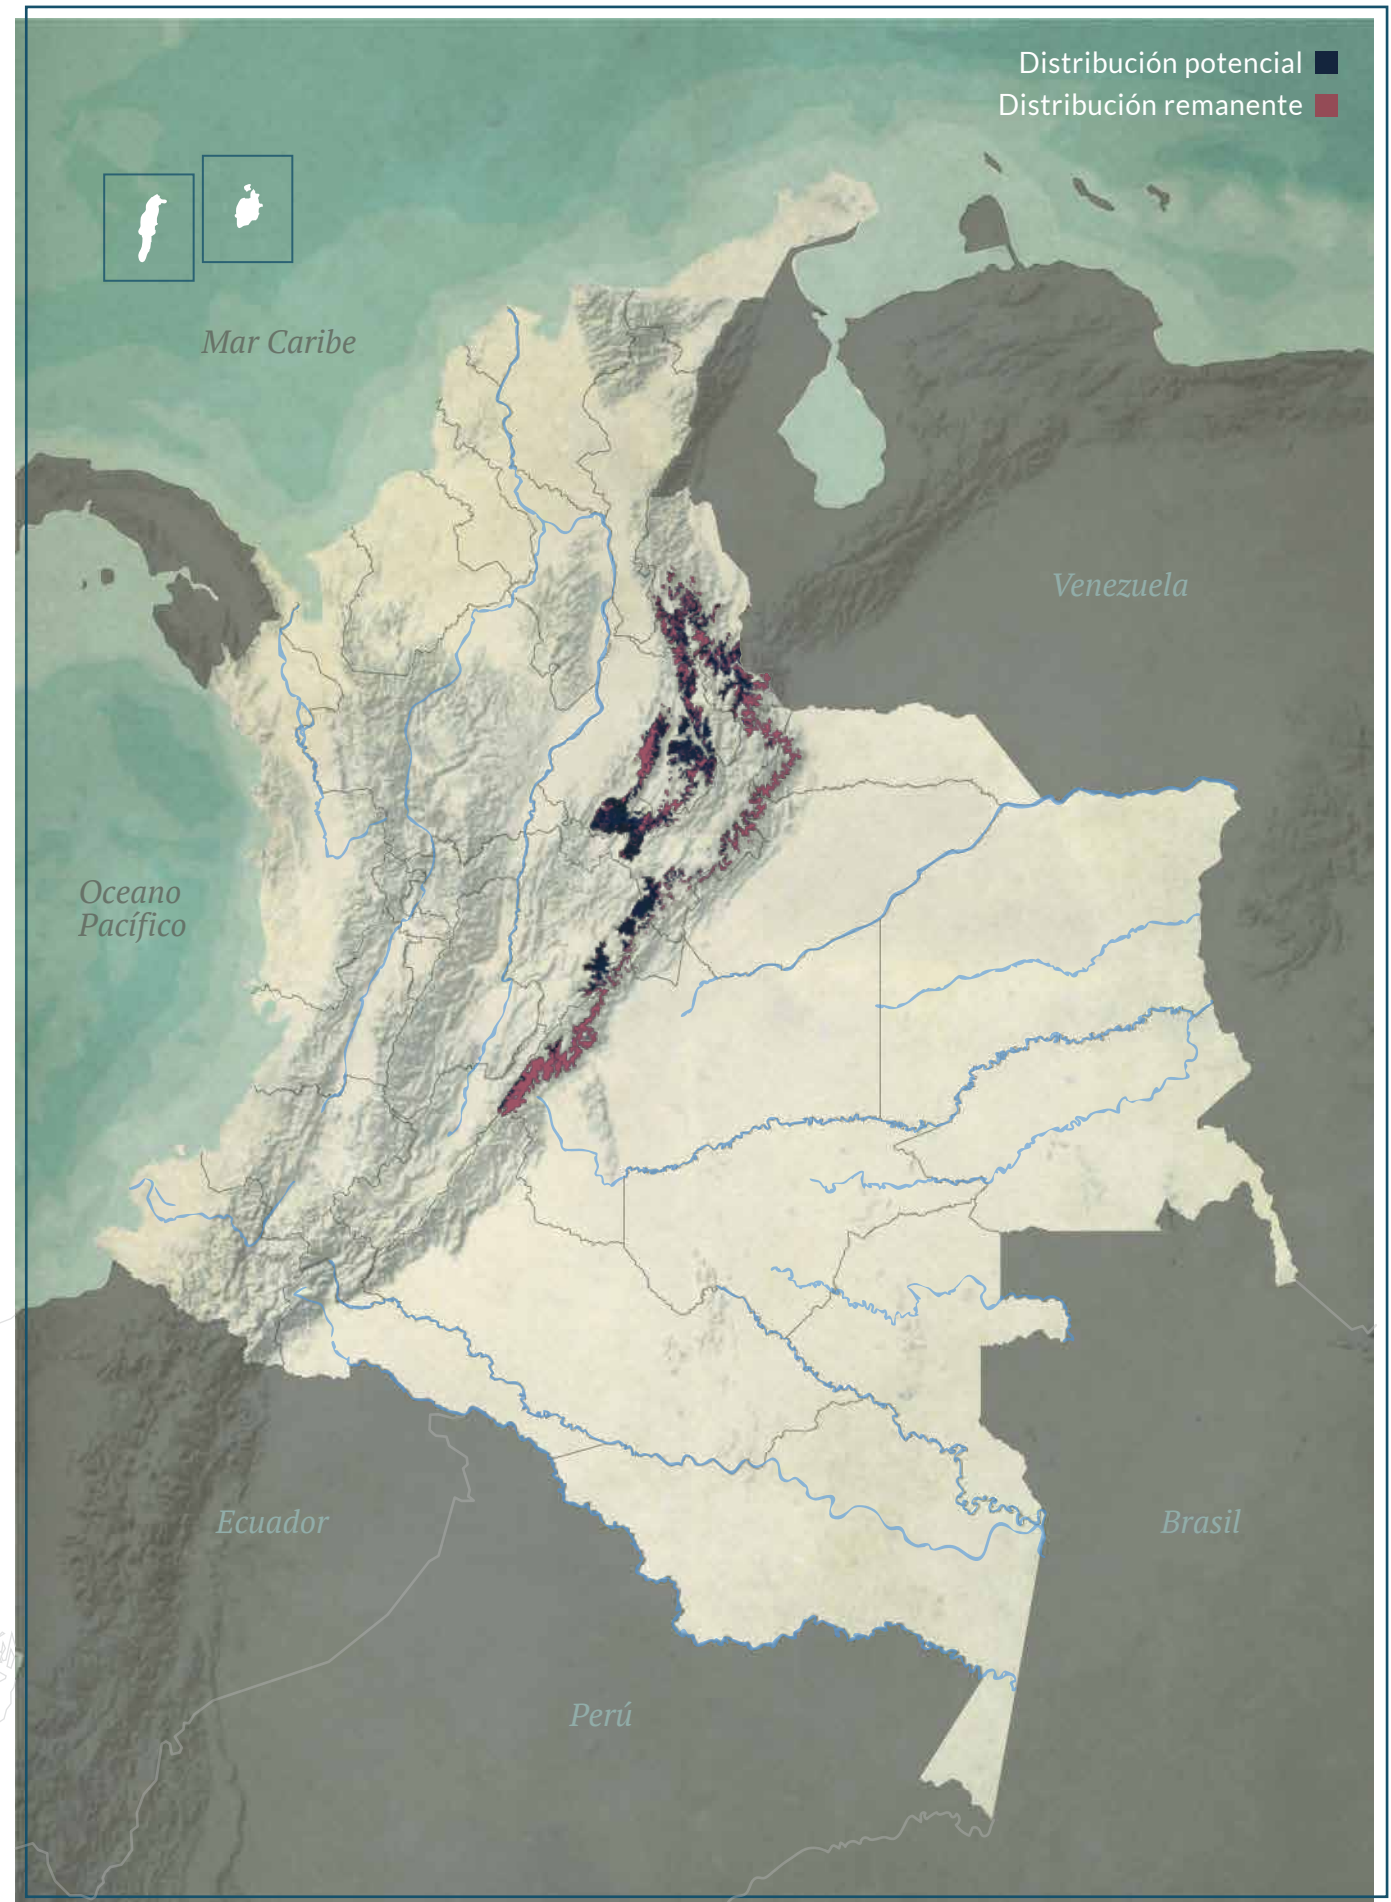 Distribución potencial
Distribución remanente
Mar Caribe
Venezuela
Oceano
Pacífico
Ecuador
Brasil
Perú